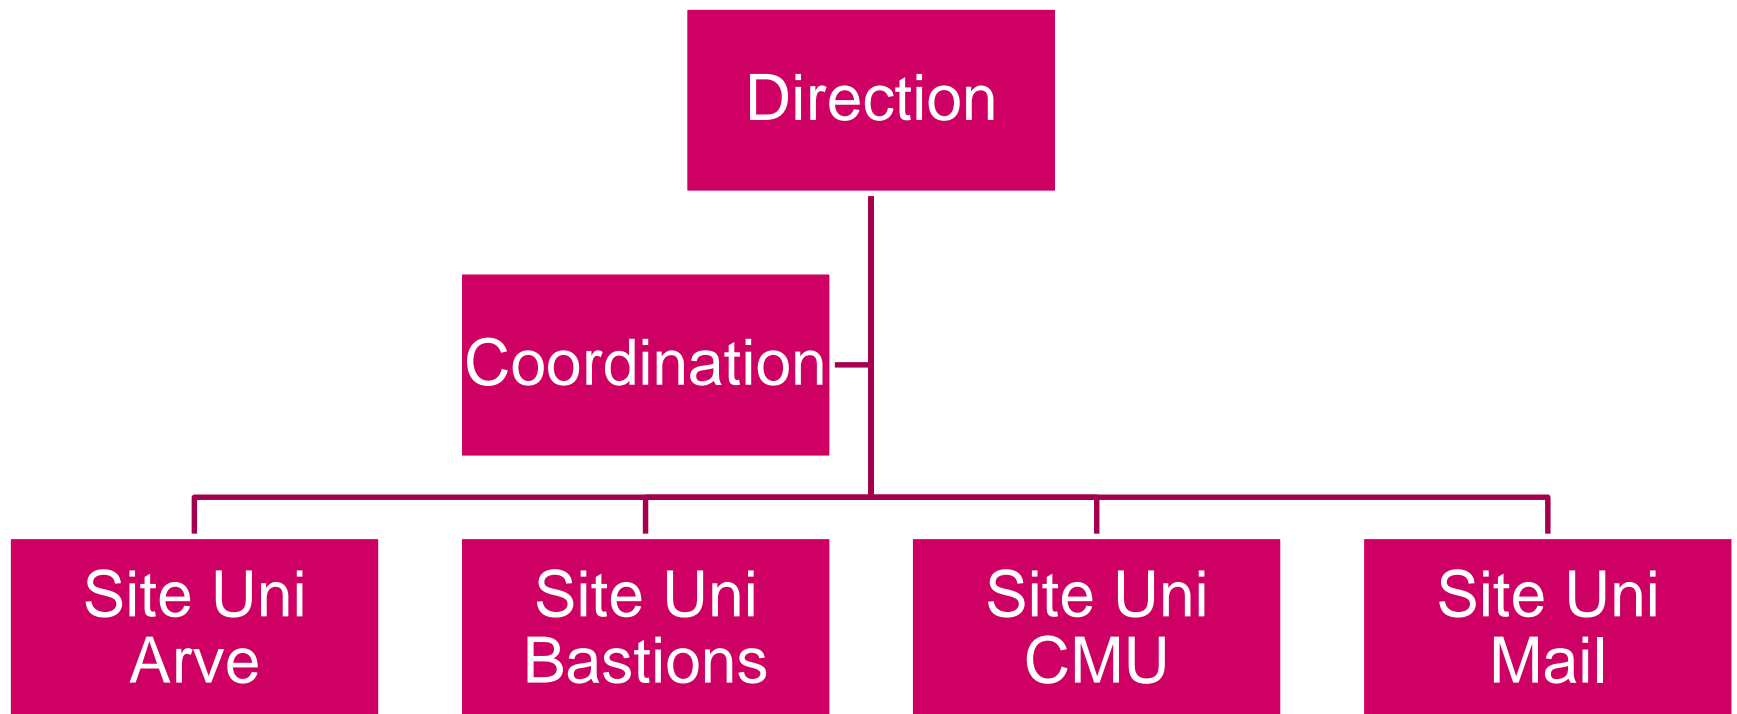 Direction
Coordination
Site Uni
Arve
Site Uni
Bastions
Site Uni
CMU
Site Uni
Mail